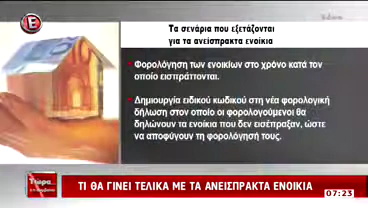 E
Τα σενάρια που εξετάζονται
για τα ανείσπρακτα ενοίκια
• Φορολόγηση των ενοικίων στο χρόνο κατά τον
οποίο εισπράττονται.
• Δημιουργία ειδικού κωδικού στη νέα φορολογική
δήλωση στον οποίο οι φορολογούμενοι θα
δηλώνουν τα ενοίκια που δεν εισέπραξαν, ώστε
να αποφύγουν τη φορολόγησή τους.
Τώρα
ΤΙ ΘΑ ΓΙΝΕΙ ΤΕΛΙΚΑ ΜΕ ΤΑ ΑΝΕΙΣΠΡΑΚΤΑ ΕΝΟΙΚΙΑ
07:23